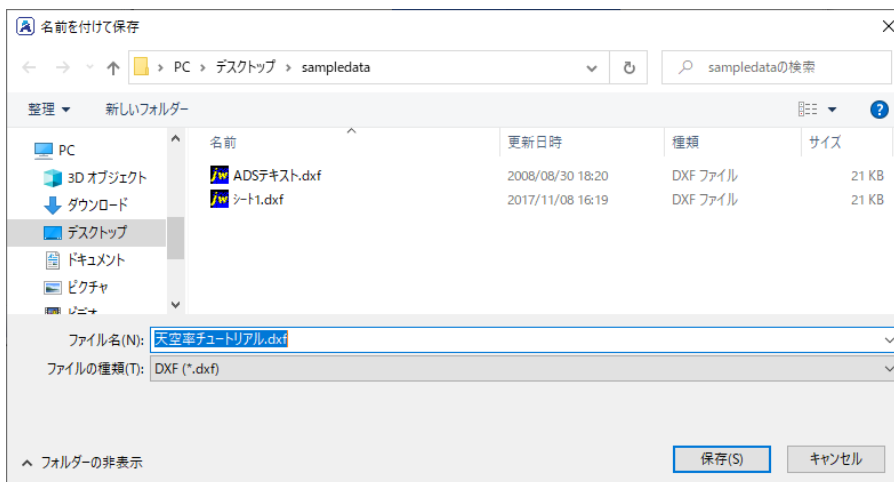 名前を付けて保存
PC › デスクトップ › sampledata
sampledataの検索
整理 新しいフォルダー
名前 更新日時 種類 サイズ
PC
3D オブジェクト
ダウンロード
デスクトップ
ドキュメント
ピクチャ
ビデオ
jw ADSテキスト.dxf 2008/08/30 18:20 DXF ファイル 21 KB
jw シート1.dxf 2017/11/08 16:19 DXF ファイル 21 KB
ファイル名(N): 天空率チュートリアル.dxf
ファイルの種類(T): DXF (*.dxf)
フォルダーの非表示
保存(S)
キャンセル